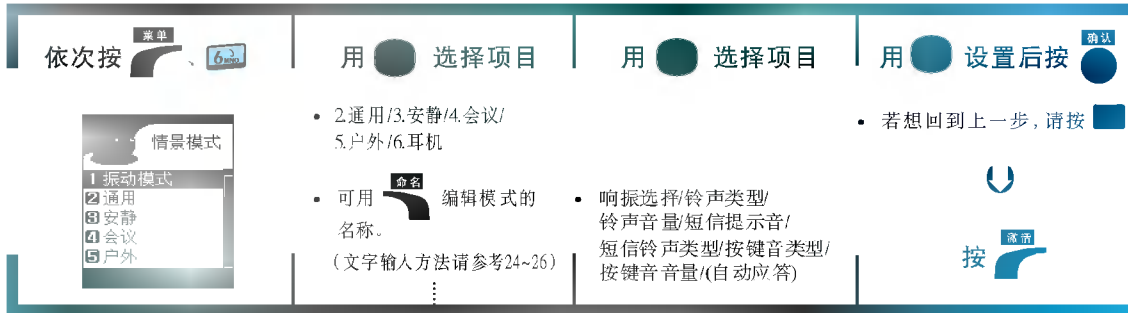 依次按 菜单 、 6 MNO
情景模式
1 振动模式
2 通用
3 安静
4 会议
5 户外
用 选择项目
• 2.通用/3.安静/4.会议/
5.户外/6.耳机
• 可用 命名 编辑模式的
名称。
(文字输入方法请参考24~26)
用 选择项目
• 响振选择/铃声类型/
铃声音量/短信提示音/
短信铃声类型/按键音类型/
按键音音量/(自动应答)
用 设置后按 确认
• 若想回到上一步,请按
按 激活